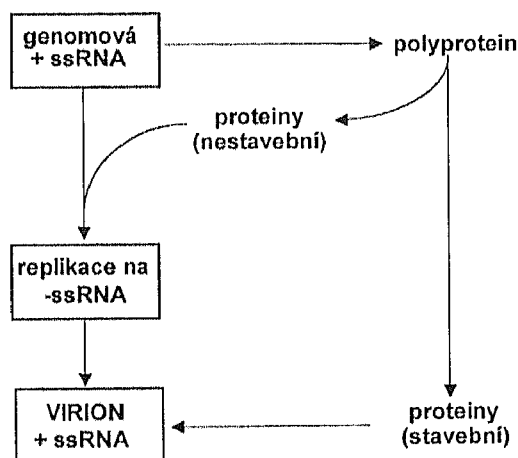 genomová
+ ssRNA
polyprotein
proteiny
(nestavební)
replikace na
-ssRNA
VIRION
+ ssRNA
proteiny
(stavební)